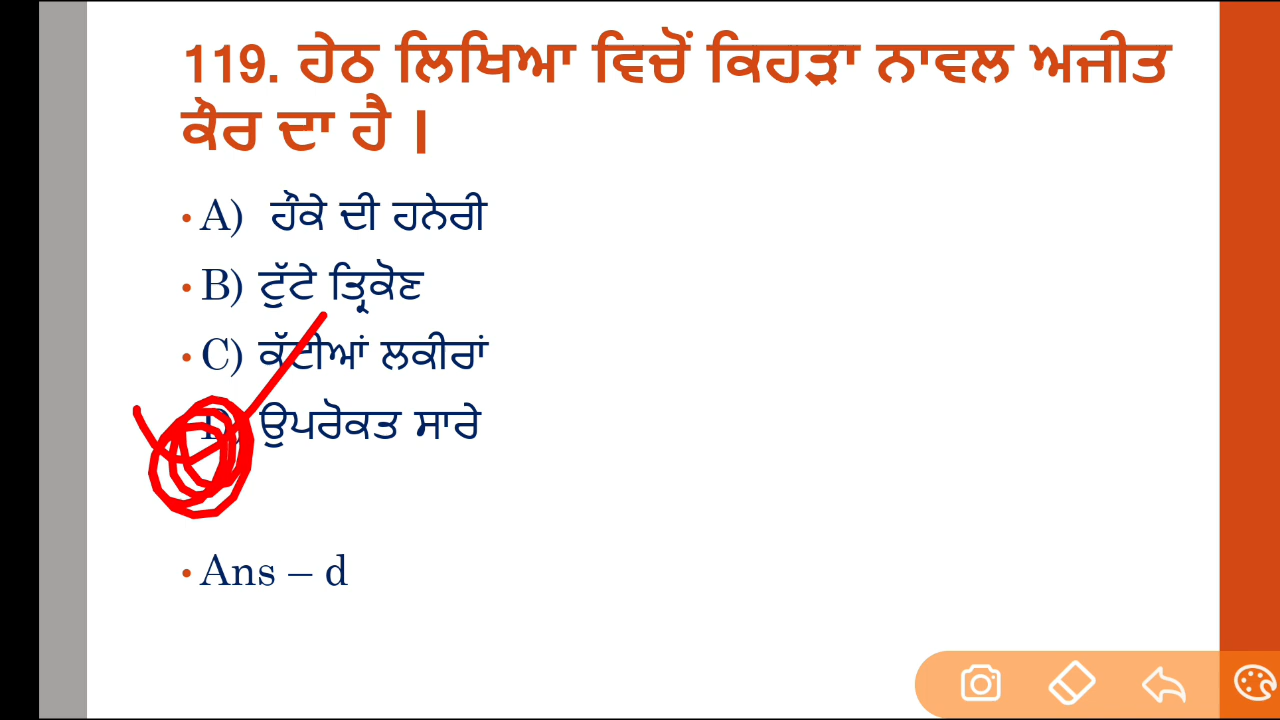 119. ਹੇਠ ਲਿਖਿਆ ਵਿਚੋਂ ਕਿਹੜਾ ਨਾਵਲ ਅਜੀਤ
ਕੌਰ ਦਾ ਹੈ ।
• A) ਹੌਕੇ ਦੀ ਹਨੇਰੀ
• B) ਟੁੱਟੇ ਤ੍ਰਿਕੋਣ
• C) ਕੱਟੀਆਂ ਲਕੀਰਾਂ
• D) ਉਪਰੋਕਤ ਸਾਰੇ
• Ans – d